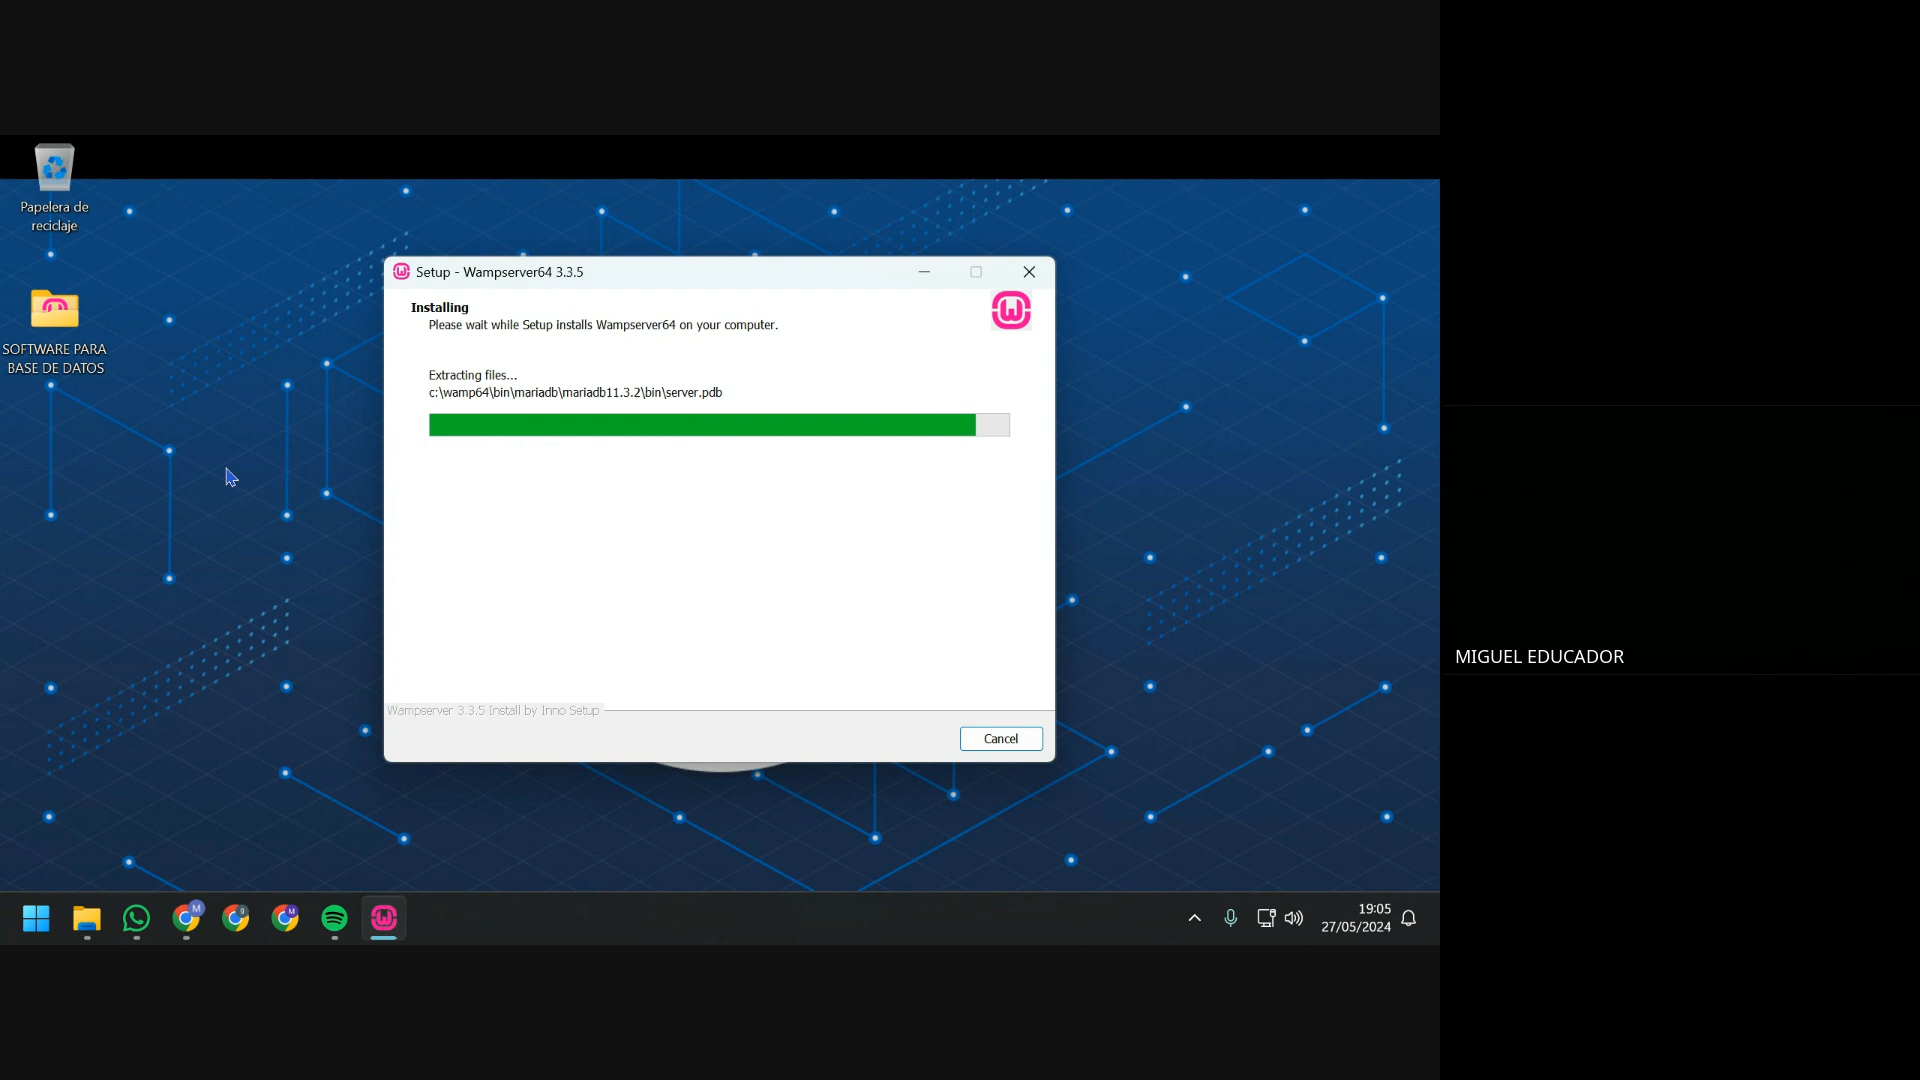 Papelera de
reciclaje
SOFTWARE PARA
BASE DE DATOS
Setup - Wampserver64 3.3.5
Installing
Please wait while Setup installs Wampserver64 on your computer.
Extracting files...
c:\wamp64\bin\mariadb\mariadb11.3.2\bin\server.pdb
Wampserver 3.3.5 Install by Inno Setup
Cancel
MIGUEL EDUCADOR
19:05
27/05/2024